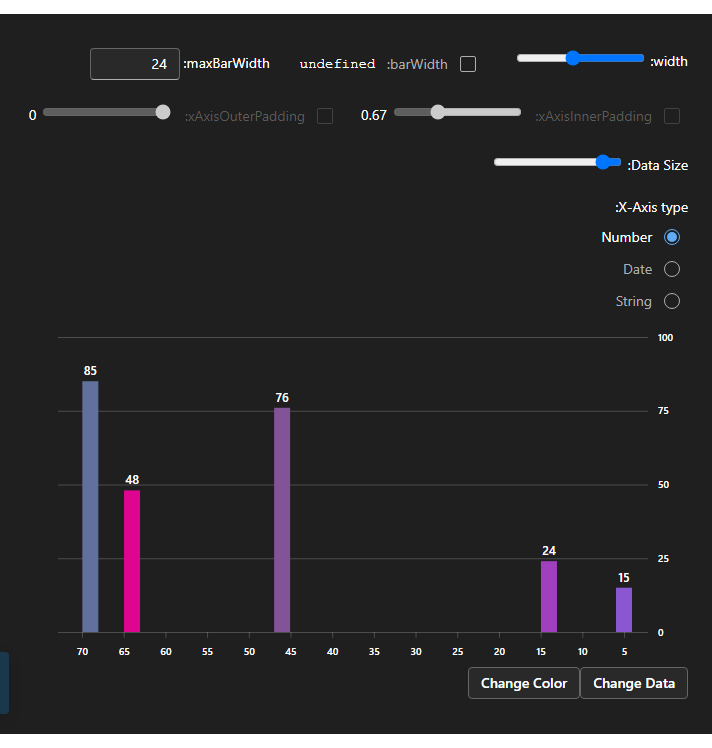 :width
:barWidth undefined
:maxBarWidth 24
:xAxisInnerPadding 0.67
:xAxisOuterPadding 0
:Data Size
:X-Axis type
Number
Date
String
100
85
76
75
48
50
24
25
15
0
70 65 60 55 50 45 40 35 30 25 20 15 10 5
Change Color Change Data